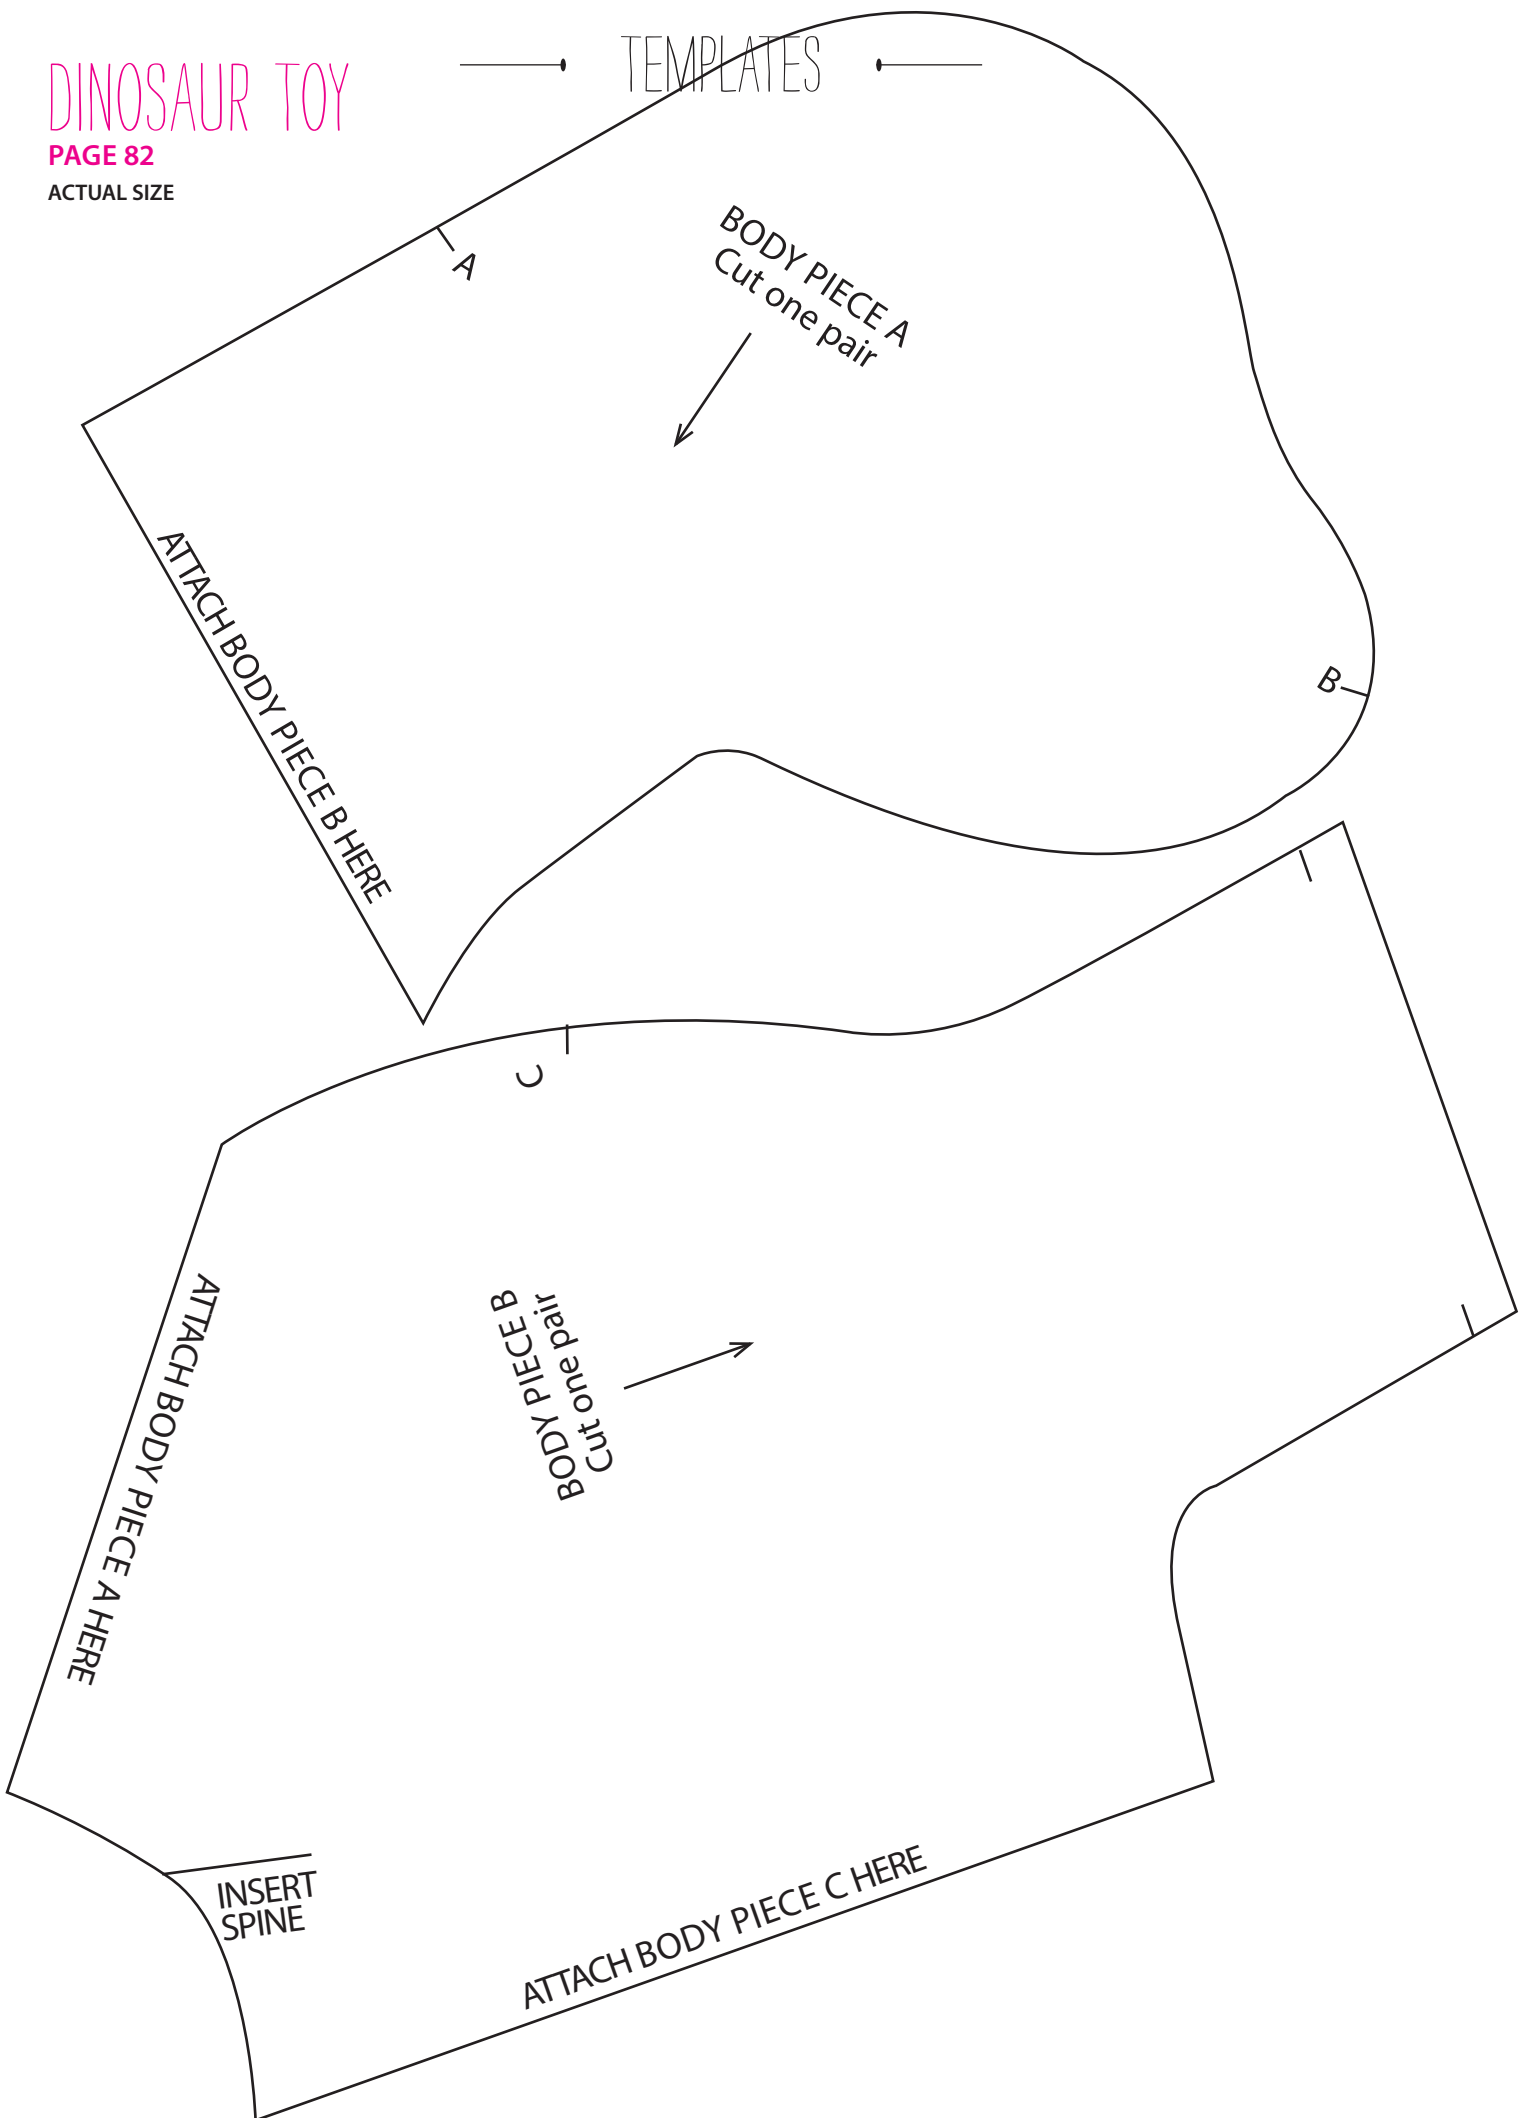 TEMPLATES
DINOSAUR TOY
PAGE 82
ACTUAL SIZE
A
BODY PIECE A
Cut one pair
ATTACH BODY PIECE B HERE
B
C
ATTACH BODY PIECE A HERE
BODY PIECE B
Cut one pair
INSERT
SPINE
ATTACH BODY PIECE C HERE